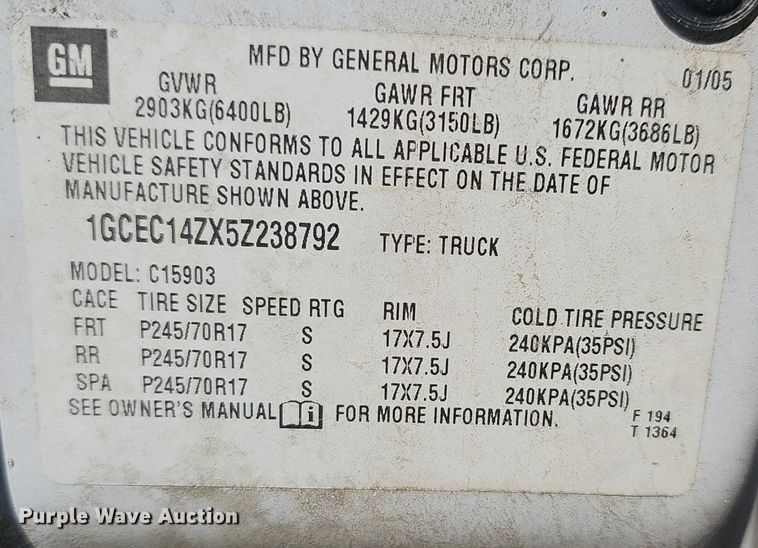 GM
MFD BY GENERAL MOTORS CORP. 01/05
GVWR GAWR FRT GAWR RR
2903KG(6400LB) 1429KG(3150LB) 1672KG(3686LB)
THIS VEHICLE CONFORMS TO ALL APPLICABLE U.S. FEDERAL MOTOR
VEHICLE SAFETY STANDARDS IN EFFECT ON THE DATE OF
MANUFACTURE SHOWN ABOVE.
1GCEC14ZX5Z238792 TYPE: TRUCK
MODEL: C15903
CACE TIRE SIZE SPEED RTG RIM COLD TIRE PRESSURE
FRT P245/70R17 S 17X7.5J 240KPA(35PSI)
RR P245/70R17 S 17X7.5J 240KPA(35PSI)
SPA P245/70R17 S 17X7.5J 240KPA(35PSI)
SEE OWNER'S MANUAL i FOR MORE INFORMATION. F 194
T 1364
Purple Wave Auction